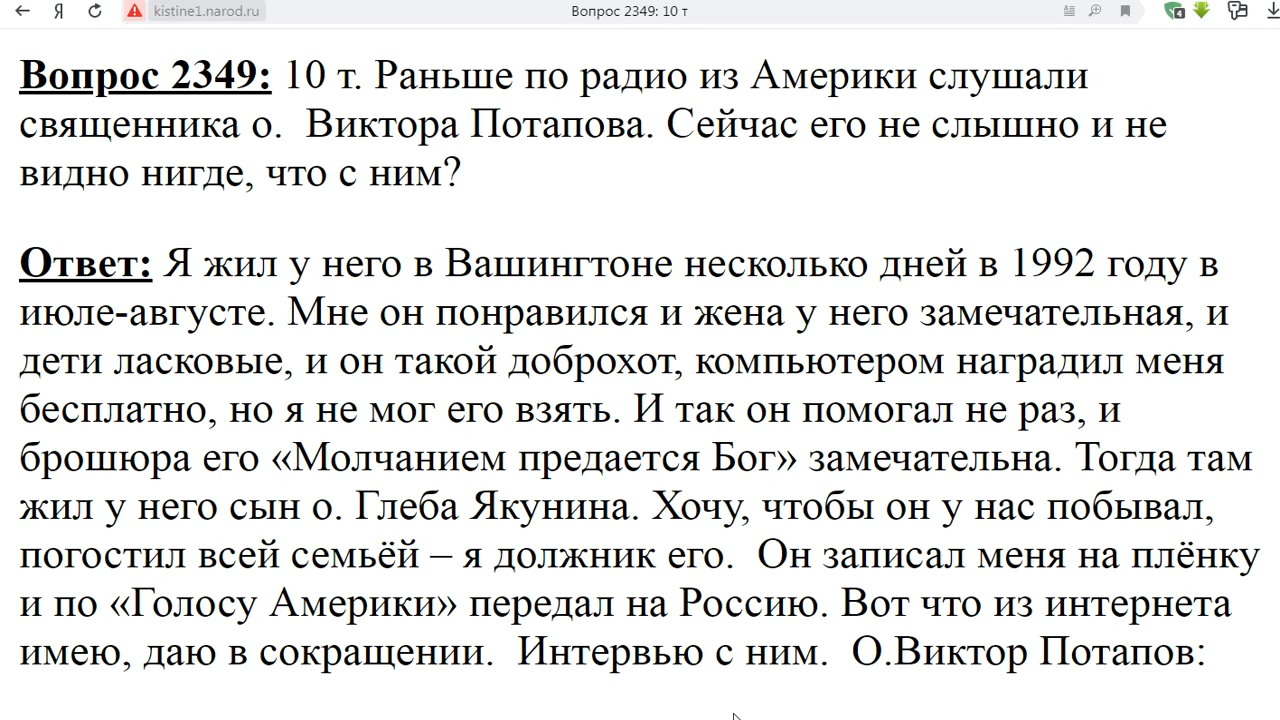 Я kistine1.narod.ru Вопрос 2349: 10 т 4
Вопрос 2349: 10 т. Раньше по радио из Америки слушали
священника о.  Виктора Потапова. Сейчас его не слышно и не
видно нигде, что с ним?
Ответ: Я жил у него в Вашингтоне несколько дней в 1992 году в
июле-августе. Мне он понравился и жена у него замечательная, и
дети ласковые, и он такой доброхот, компьютером наградил меня
бесплатно, но я не мог его взять. И так он помогал не раз, и
брошюра его «Молчанием предается Бог» замечательна. Тогда там
жил у него сын о. Глеба Якунина. Хочу, чтобы он у нас побывал,
погостил всей семьёй – я должник его.  Он записал меня на плёнку
и по «Голосу Америки» передал на Россию. Вот что из интернета
имею, даю в сокращении.  Интервью с ним.  О.Виктор Потапов: